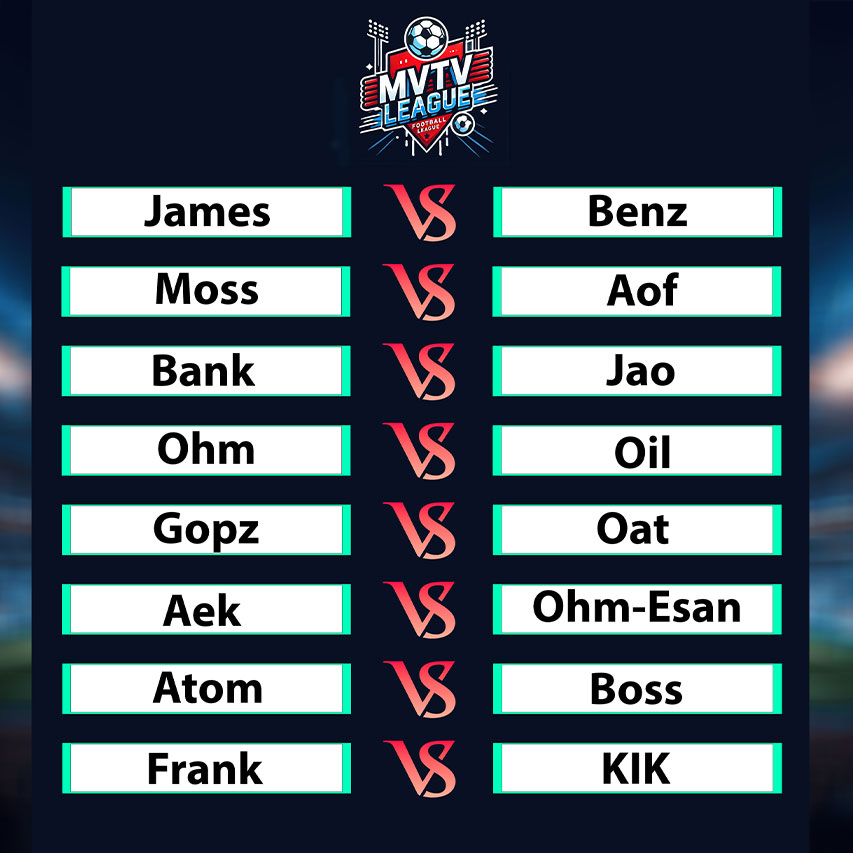 MVTV
LEAGUE
FOOTBALL
LEAGUE
James VS Benz
Moss VS Aof
Bank VS Jao
Ohm VS Oil
Gopz VS Oat
Aek VS Ohm-Esan
Atom VS Boss
Frank VS KIK